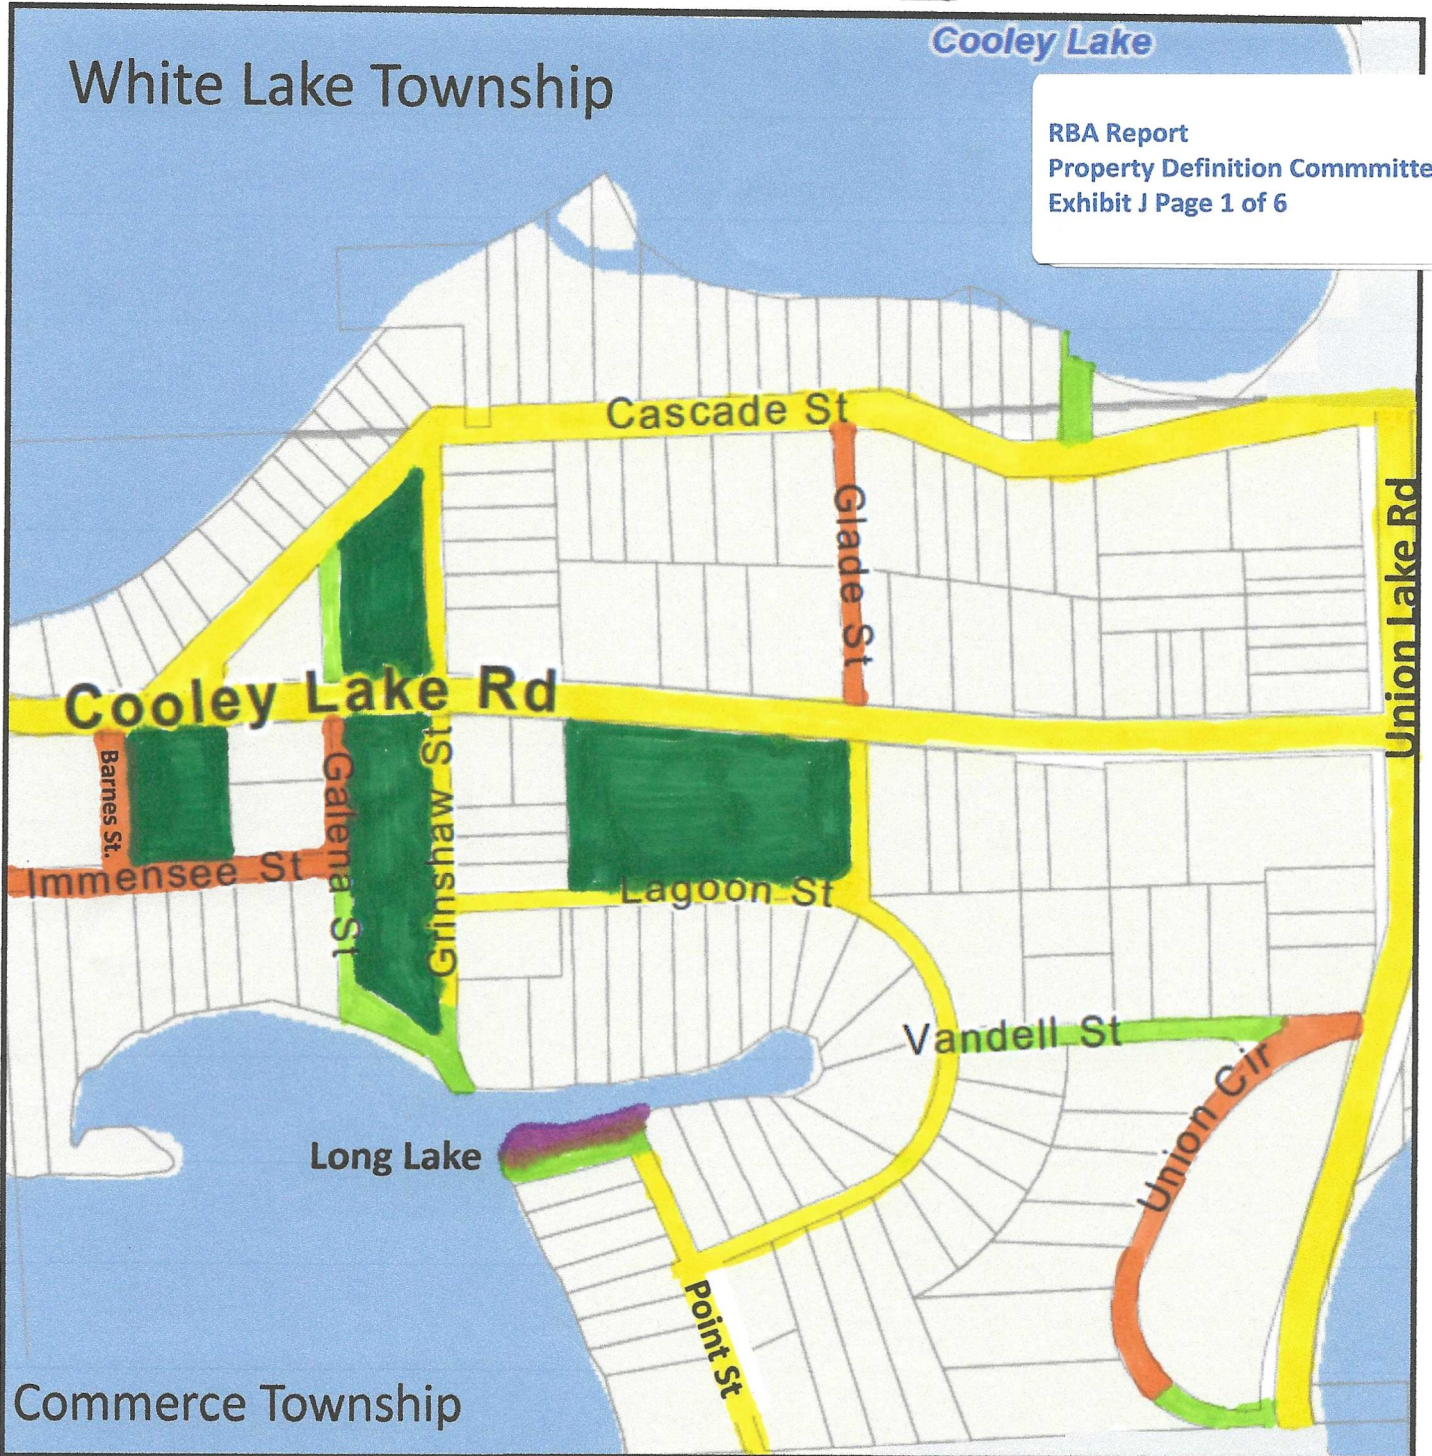 Cooley Lake
White Lake Township
RBA Report
Property Definition Commmitte
Exhibit J Page 1 of 6
Cascade St
Glade St
Union Lake Rd
Cooley Lake Rd
Barnes St.
Galena St
Grinshaw St
Immensee St
Lagoon St
Vandell St
Union Cir
Long Lake
Point St
Commerce Township